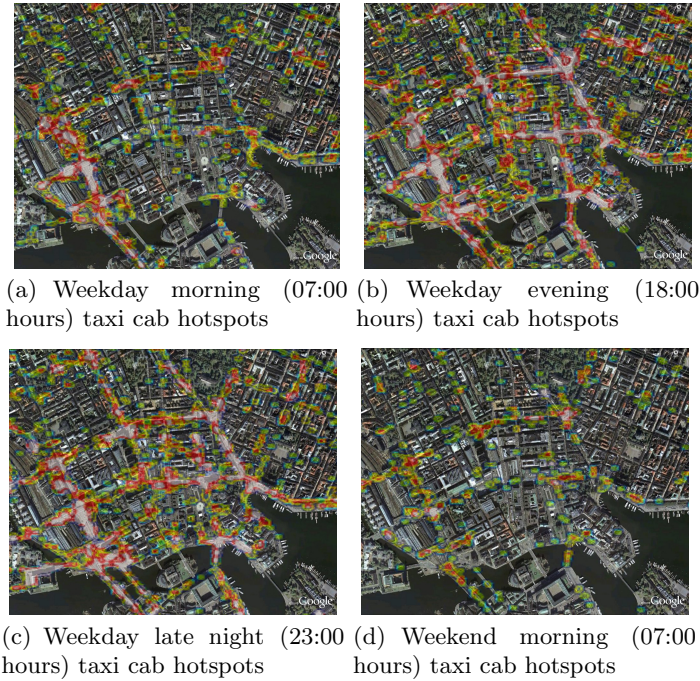 Google
Google
(a) Weekday morning (07:00
hours) taxi cab hotspots
(b) Weekday evening (18:00
hours) taxi cab hotspots
Google
Google
(c) Weekday late night (23:00
hours) taxi cab hotspots
(d) Weekend morning (07:00
hours) taxi cab hotspots